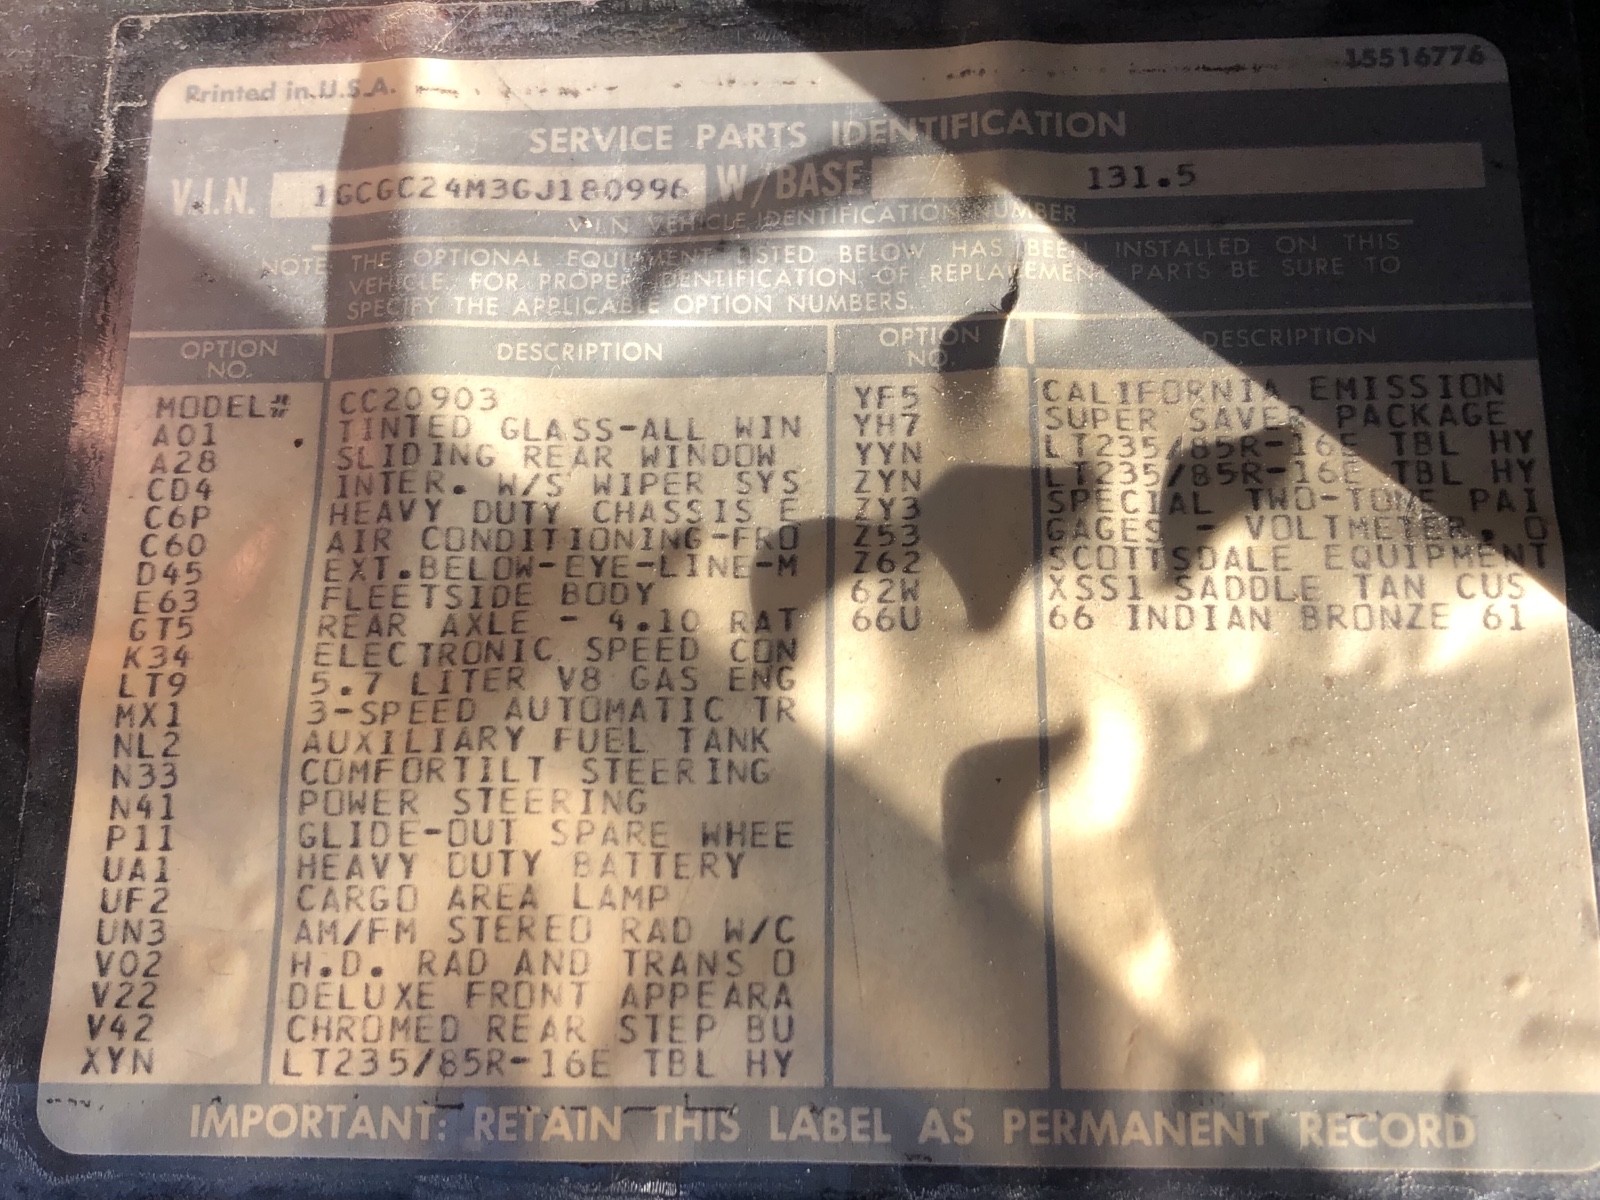 Printed in U.S.A.
15516776
SERVICE PARTS IDENTIFICATION
V.I.N. 1GCGC24M3GJ180996 W/BASE 131.5
V.I.N. VEHICLE IDENTIFICATION NUMBER
NOTE THE OPTIONAL EQUIPMENT LISTED BELOW HAS BEEN INSTALLED ON THIS
VEHICLE. FOR PROPER IDENTIFICATION OF REPLACEMENT PARTS BE SURE TO
SPECIFY THE APPLICABLE OPTION NUMBERS.
OPTION NO. DESCRIPTION
MODEL# CC20903
A01 TINTED GLASS-ALL WIN
A28 SLIDING REAR WINDOW
CD4 INTER. W/S WIPER SYS
C6P HEAVY DUTY CHASSIS E
C60 AIR CONDITIONING-FRO
D45 EXT.BELOW-EYE-LINE-M
E63 FLEETSIDE BODY
GT5 REAR AXLE - 4.10 RAT
K34 ELECTRONIC SPEED CON
LT9 5.7 LITER V8 GAS ENG
MX1 3-SPEED AUTOMATIC TR
NL2 AUXILIARY FUEL TANK
N33 COMFORTILT STEERING
N41 POWER STEERING
P11 GLIDE-OUT SPARE WHEE
UA1 HEAVY DUTY BATTERY
UF2 CARGO AREA LAMP
UN3 AM/FM STEREO RAD W/C
V02 H.D. RAD AND TRANS O
V22 DELUXE FRONT APPEARA
V42 CHROMED REAR STEP BU
XYN LT235/85R-16E TBL HY
OPTION NO. DESCRIPTION
YF5 CALIFORNIA EMISSION
YH7 SUPER SAVER PACKAGE
YYN LT235/85R-16E TBL HY
ZYN LT235/85R-16E TBL HY
ZY3 SPECIAL TWO-TONE PAI
Z53 GAGES - VOLTMETER, O
Z62 SCOTTSDALE EQUIPMENT
62W XSS1 SADDLE TAN CUS
66U 66 INDIAN BRONZE 61
IMPORTANT: RETAIN THIS LABEL AS PERMANENT RECORD